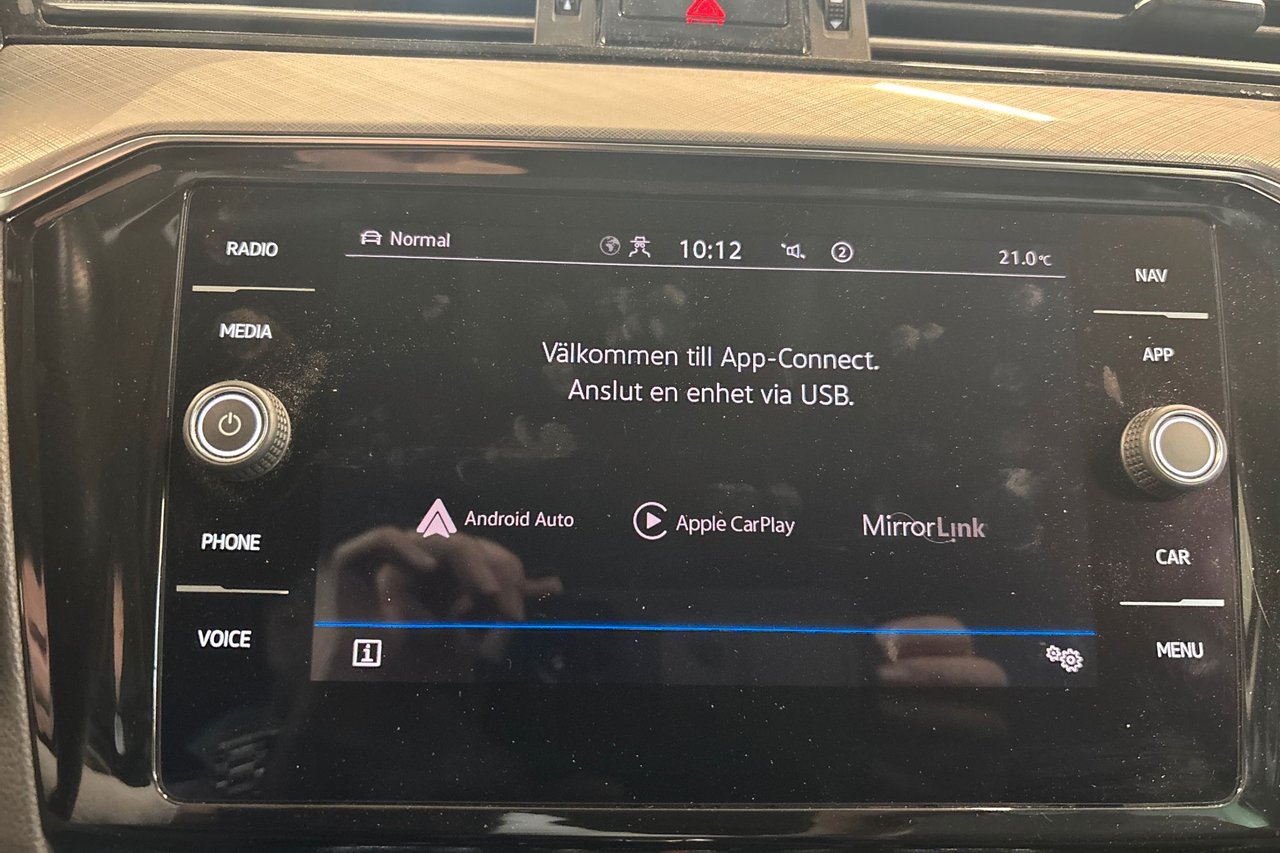 RADIO
MEDIA
PHONE
VOICE
Normal
10:12
2
21.0°C
Välkommen till App-Connect.
Anslut en enhet via USB.
Android Auto
Apple CarPlay
MirrorLink
i
NAV
APP
CAR
MENU